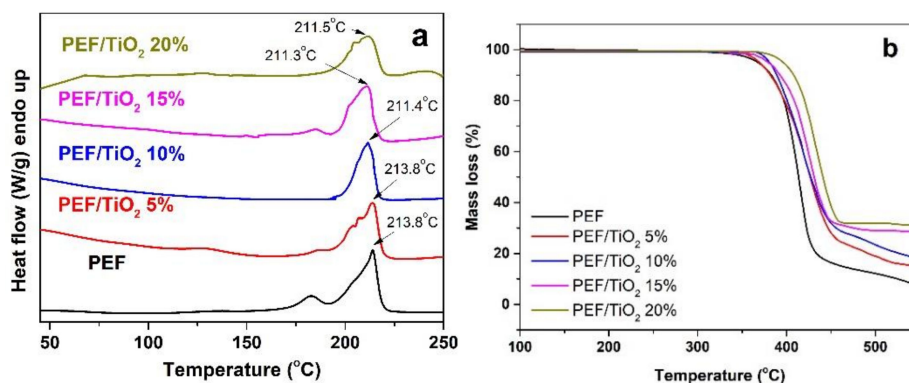 a
Heat flow (W/g) endo up
PEF/TiO₂ 20%
PEF/TiO₂ 15%
PEF/TiO₂ 10%
PEF/TiO₂ 5%
PEF
211.5°C
211.3°C
211.4°C
213.8°C
213.8°C
50 100 150 200 250
Temperature (°C)
b
Mass loss (%)
100
80
60
40
20
0
PEF
PEF/TiO₂ 5%
PEF/TiO₂ 10%
PEF/TiO₂ 15%
PEF/TiO₂ 20%
100 200 300 400 500
Temperature (°C)